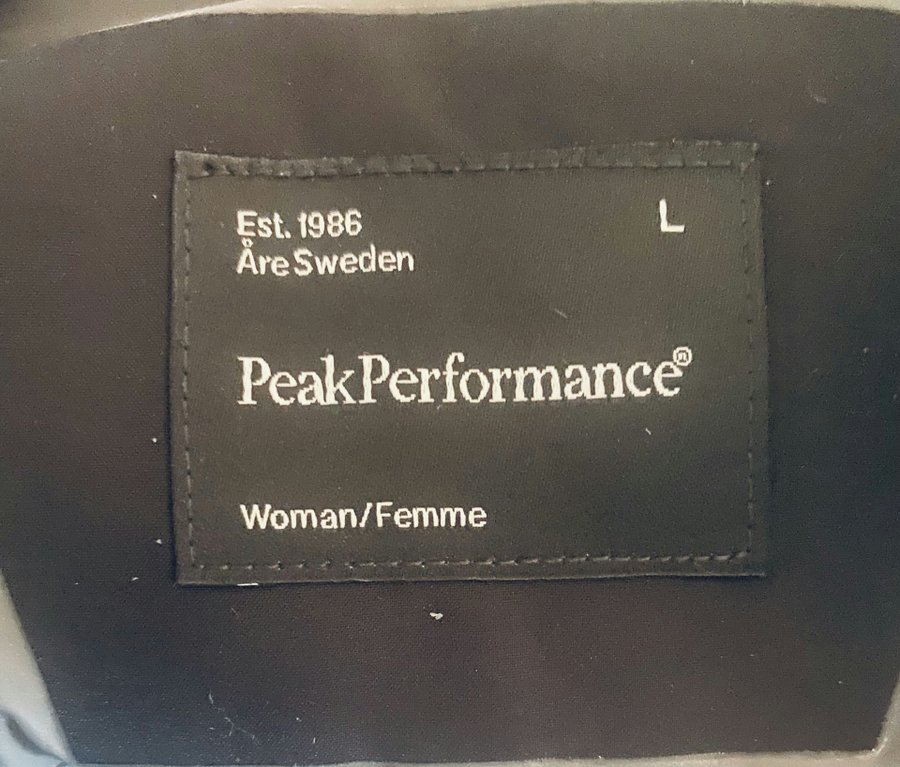 Est. 1986
L
Åre Sweden
PeakPerformance®
Woman/Femme